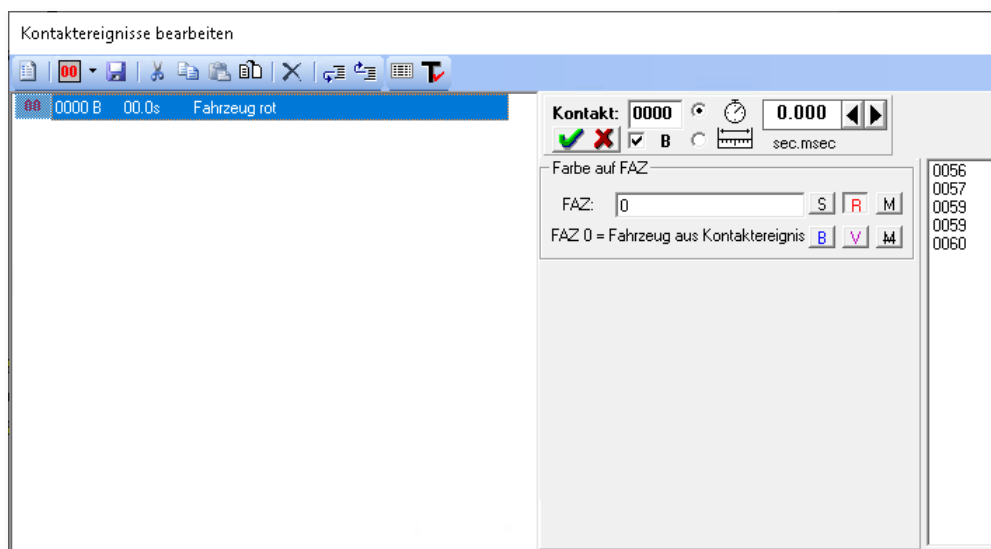 Kontaktereignisse bearbeiten
00
00 0000 B 00.0s Fahrzeug rot
Kontakt: 0000 0.000
B sec.msec
Farbe auf FAZ
FAZ: 0 S R M
FAZ 0 = Fahrzeug aus Kontaktereignis B V M
0056
0057
0059
0059
0060